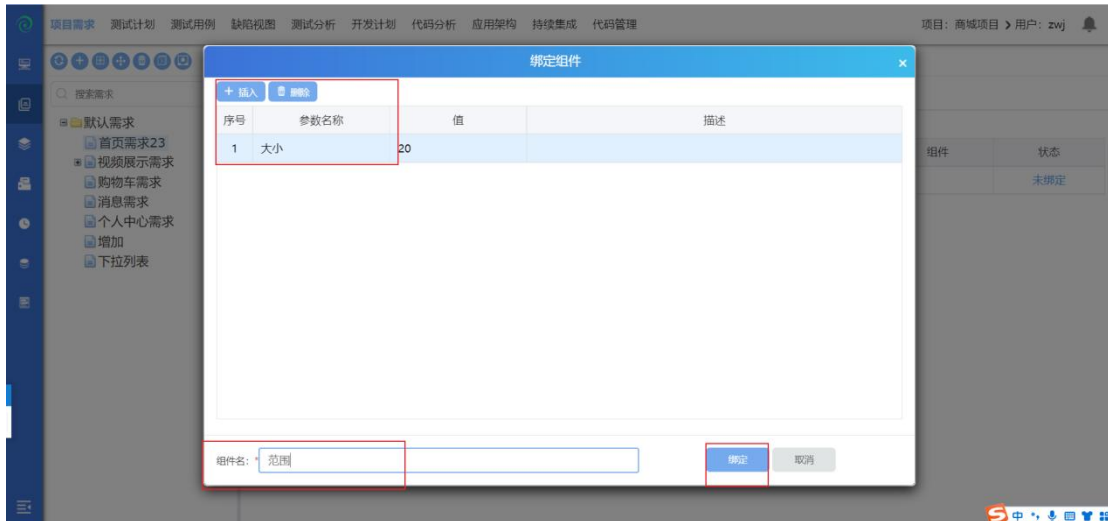 项目需求 测试计划 测试用例 缺陷视图 测试分析 开发计划 代码分析 应用架构 持续集成 代码管理 项目：商城项目 > 用户：zwj
绑定组件 ×
搜索需求
+ 插入 删除
序号 参数名称 值 描述
1 大小 20
组件 状态
未绑定
默认需求
首页需求23
视频展示需求
购物车需求
消息需求
个人中心需求
增加
下拉列表
组件名：* 范围
绑定 取消
中